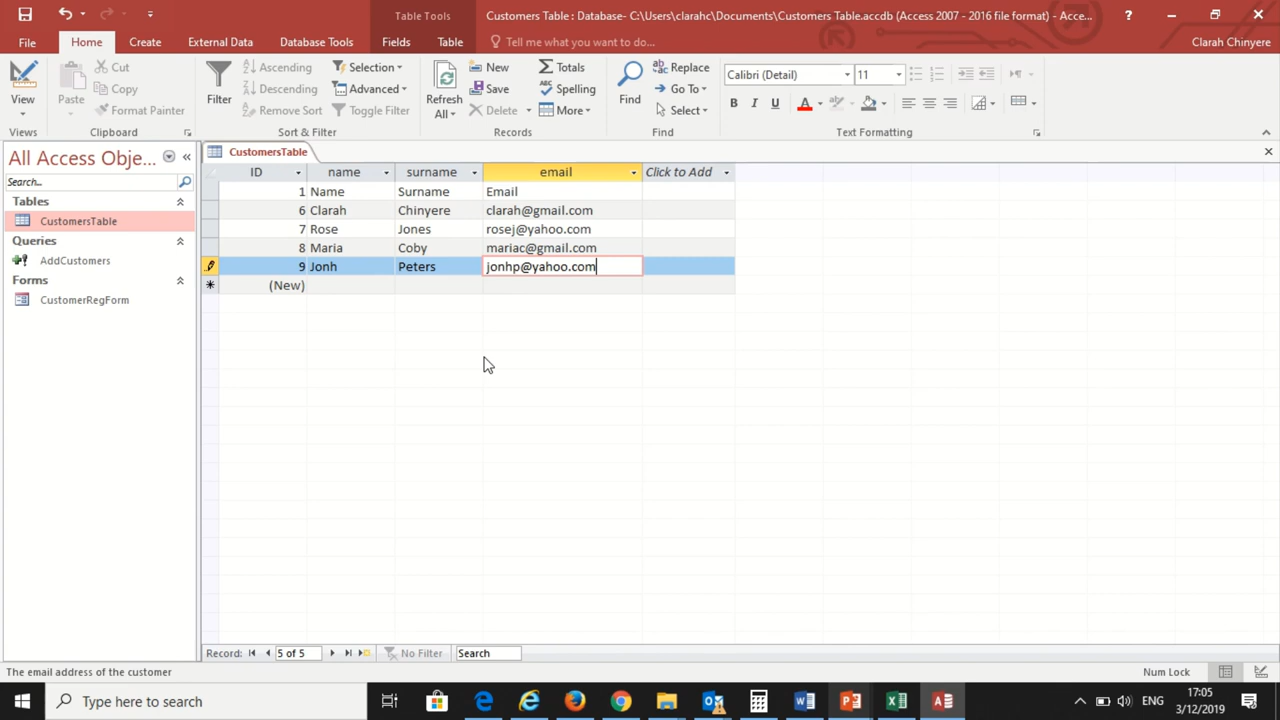 Table Tools
Customers Table : Database- C:\Users\clarahc\Documents\Customers Table.accdb (Access 2007 - 2016 file format) - Acce...
?
File Home Create External Data Database Tools Fields Table Tell me what you want to do... Clarah Chinyere
View
Views
Paste
Cut
Copy
Format Painter
Clipboard
Filter
Ascending
Descending
Remove Sort
Selection
Advanced
Toggle Filter
Sort & Filter
Refresh
All
New
Save
Delete
Totals
Spelling
More
Records
Find
Replace
Go To
Select
Find
Calibri (Detail) 11
B I U A
Text Formatting
All Access Obje...
Search...
Tables
CustomersTable
Queries
AddCustomers
Forms
CustomerRegForm
CustomersTable
ID name surname email Click to Add
1 Name Surname Email
6 Clarah Chinyere clarah@gmail.com
7 Rose Jones rosej@yahoo.com
8 Maria Coby mariac@gmail.com
9 Jonh Peters jonhp@yahoo.com
(New)
Record: 5 of 5 No Filter Search
The email address of the customer
Num Lock
Type here to search
ENG
17:05
3/12/2019
5